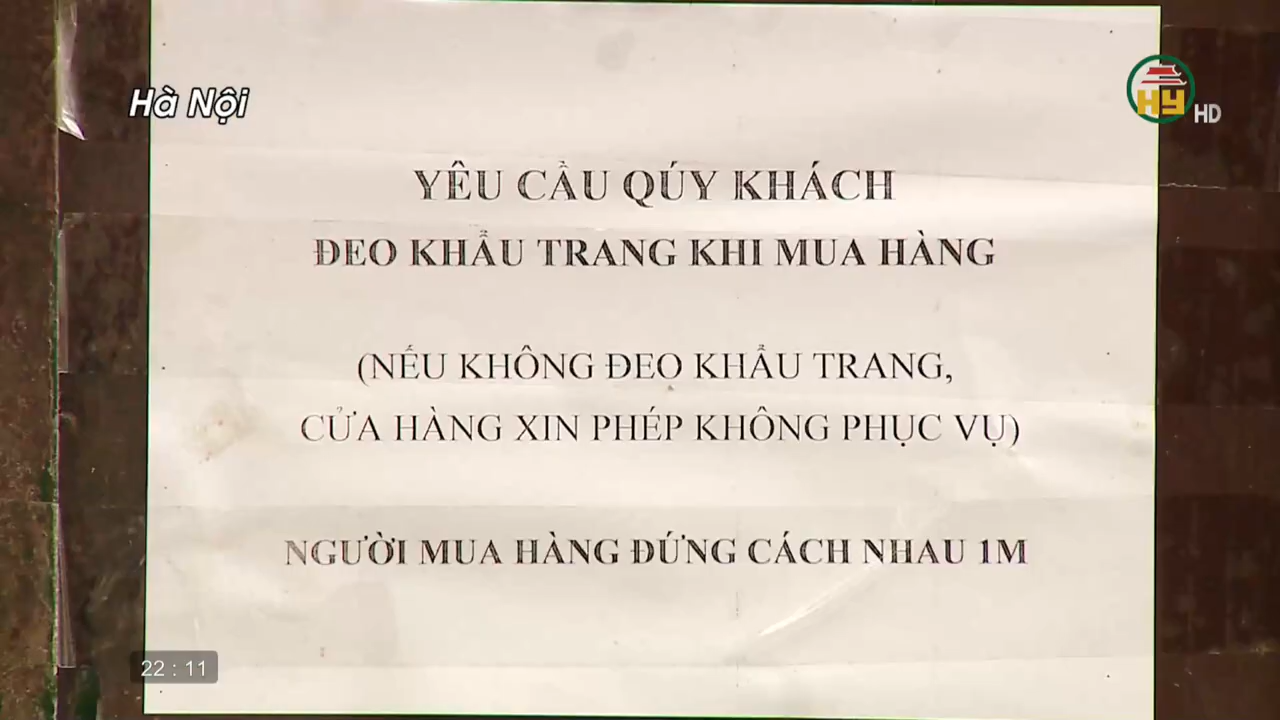 Hà Nội
HY HD
YÊU CẦU QÚY KHÁCH
ĐEO KHẨU TRANG KHI MUA HÀNG
(NẾU KHÔNG ĐEO KHẨU TRANG,
CỬA HÀNG XIN PHÉP KHÔNG PHỤC VỤ)
NGƯỜI MUA HÀNG ĐỨNG CÁCH NHAU 1M
22 : 11